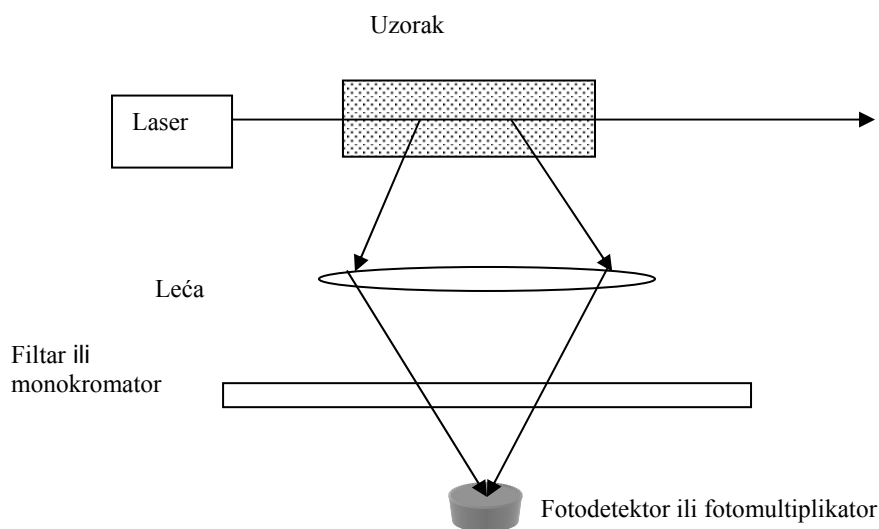 Uzorak
Laser
Leća
Filtar ili
monokromator
Fotodetektor ili fotomultiplikator